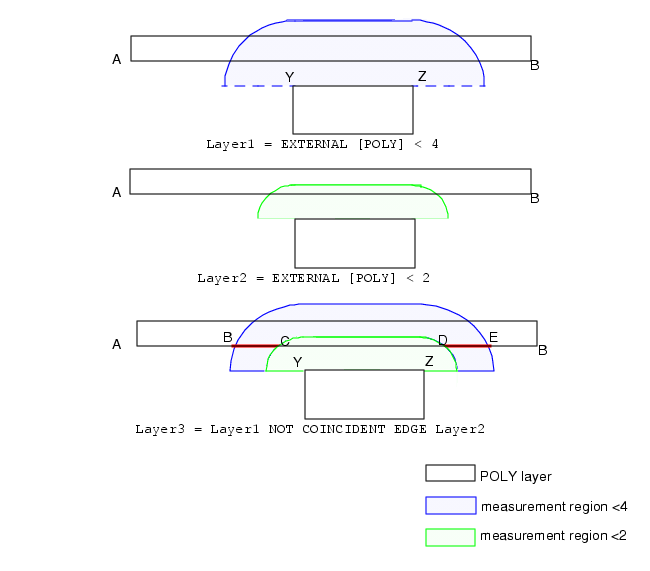 A
B
Y
Z
Layer1 = EXTERNAL [POLY] < 4
A
B
Layer2 = EXTERNAL [POLY] < 2
A
B
C
D
E
B
Y
Z
Layer3 = Layer1 NOT COINCIDENT EDGE Layer2
POLY layer
measurement region <4
measurement region <2